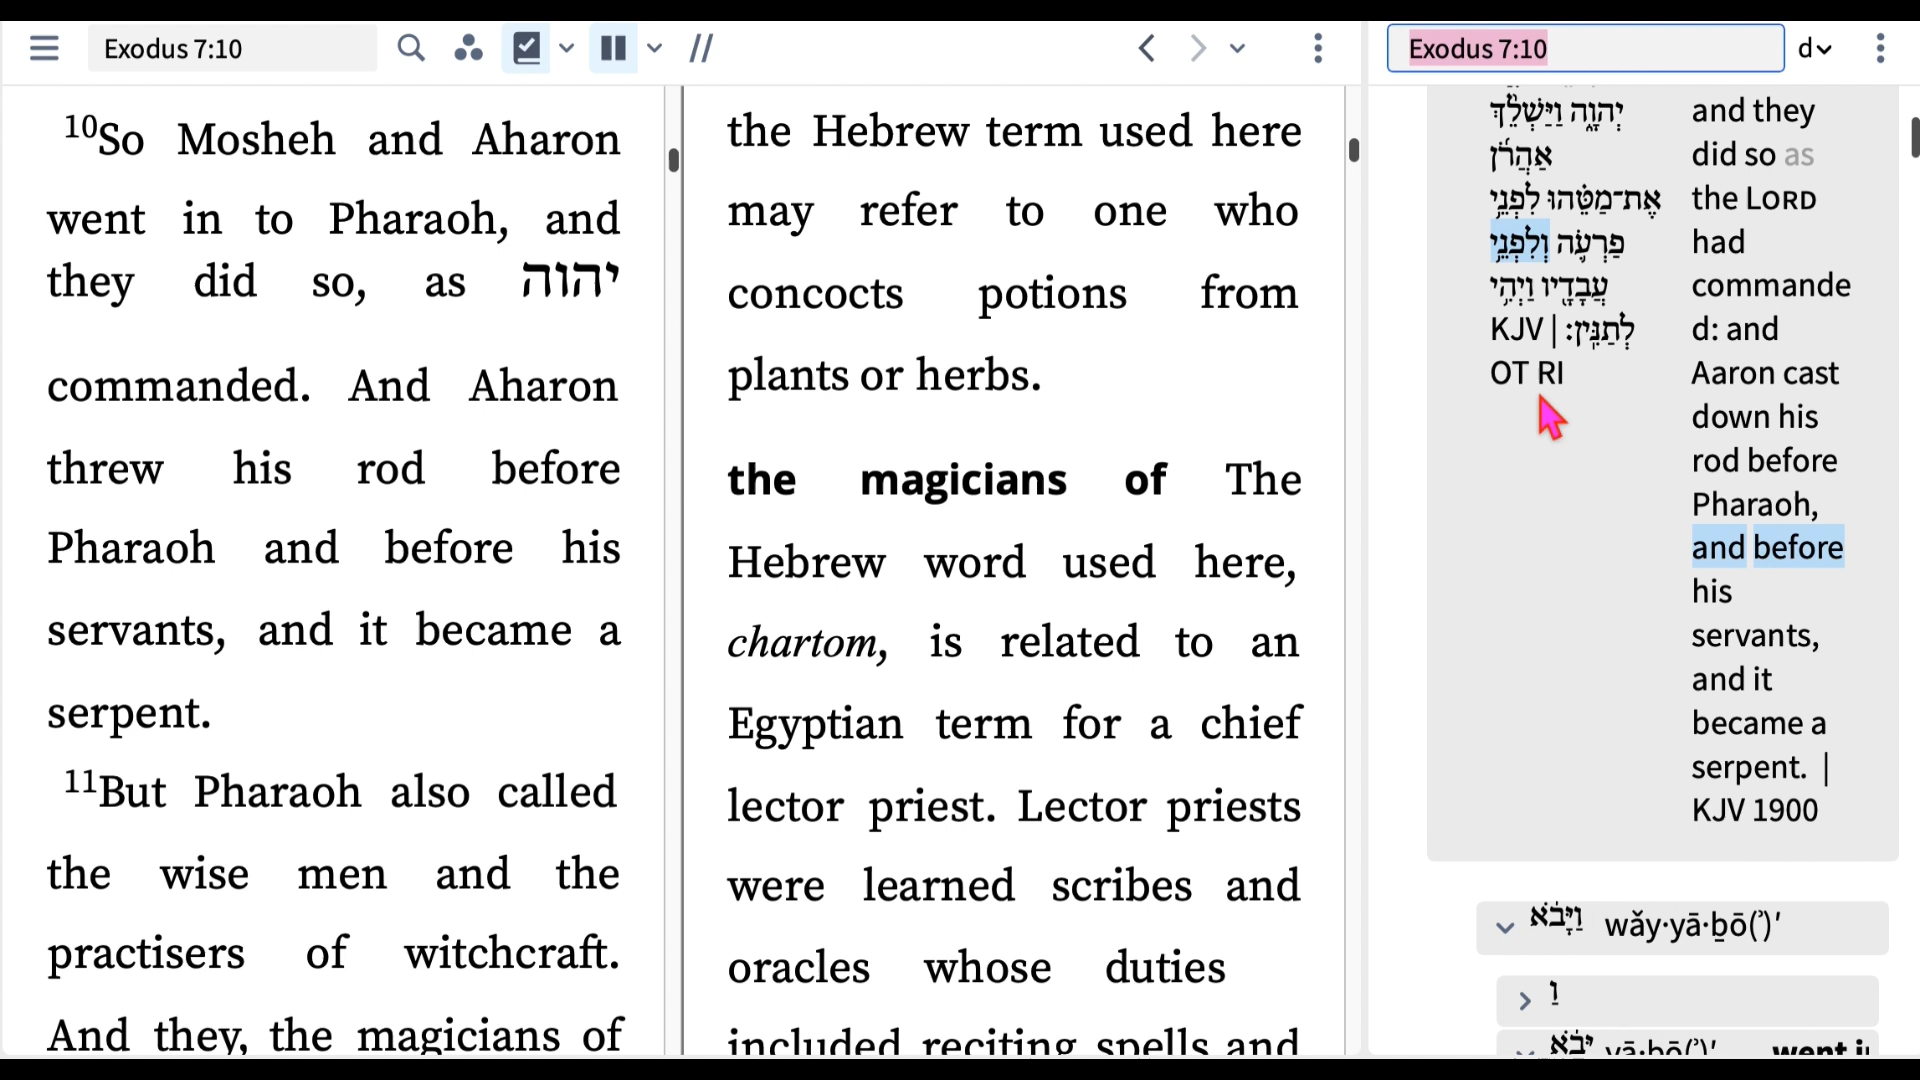 Exodus 7:10
10So Mosheh and Aharon
went in to Pharaoh, and
they did so, as יהוה
commanded. And Aharon
threw his rod before
Pharaoh and before his
servants, and it became a
serpent.
11But Pharaoh also called
the wise men and the
practisers of witchcraft.
And they, the magicians of
the Hebrew term used here
may refer to one who
concocts potions from
plants or herbs.
the magicians of The
Hebrew word used here,
chartom, is related to an
Egyptian term for a chief
lector priest. Lector priests
were learned scribes and
oracles whose duties
included reciting spells and
Exodus 7:10
d
יְהוָ֑ה וַיַּשְׁלֵ֨ךְ
אַהֲרֹ֜ן
אֶת־מַטֵּ֗הוּ לִפְנֵ֥י
פַרְעֹ֛ה וְלִפְנֵ֥י
עֲבָדָ֖יו וַיְהִ֥י
לְתַנִּֽין׃ | KJV
OT RI
and they
did so as
the LORD
had
commande
d: and
Aaron cast
down his
rod before
Pharaoh,
and before
his
servants,
and it
became a
serpent. |
KJV 1900
וַיָּבֹ֨א wǎy·yā·ḇō(ʾ)′
וַ
יָּבֹ֨א yā·ḇō(ʾ)′